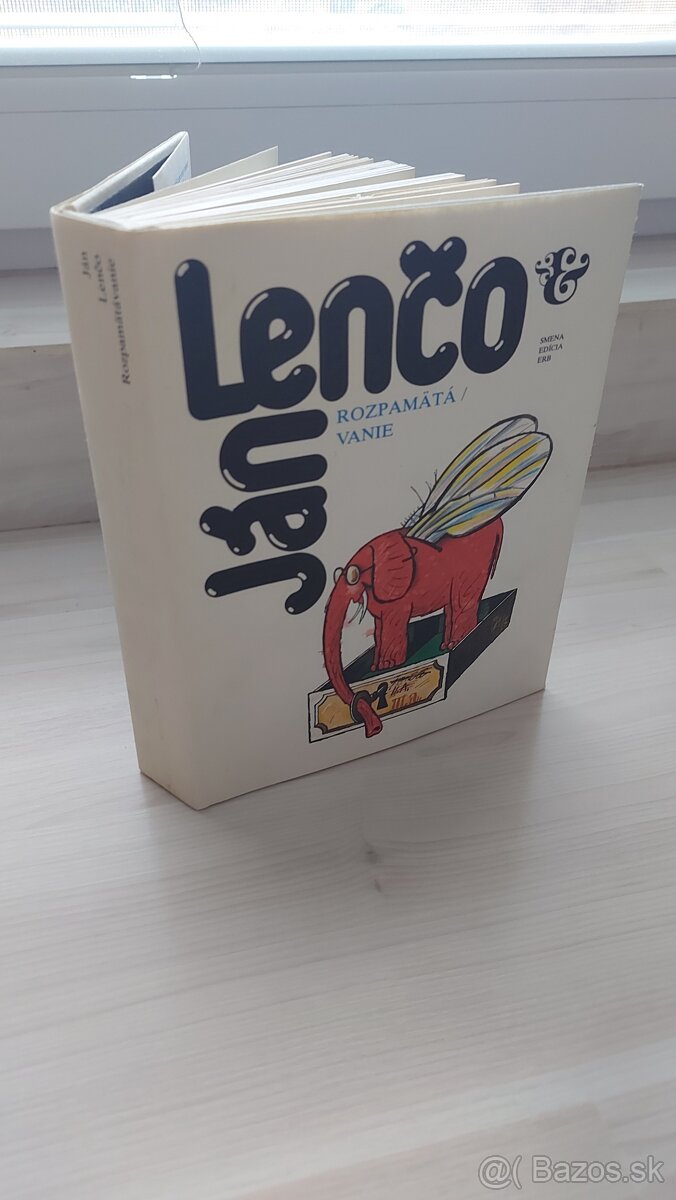 Ján
Lenčo
Rozpamätávanie
Ján
Lenčo
&
SMENA
EDÍCIA
ERB
ROZPAMÄTÁ/
VANIE
@( Bazos.sk